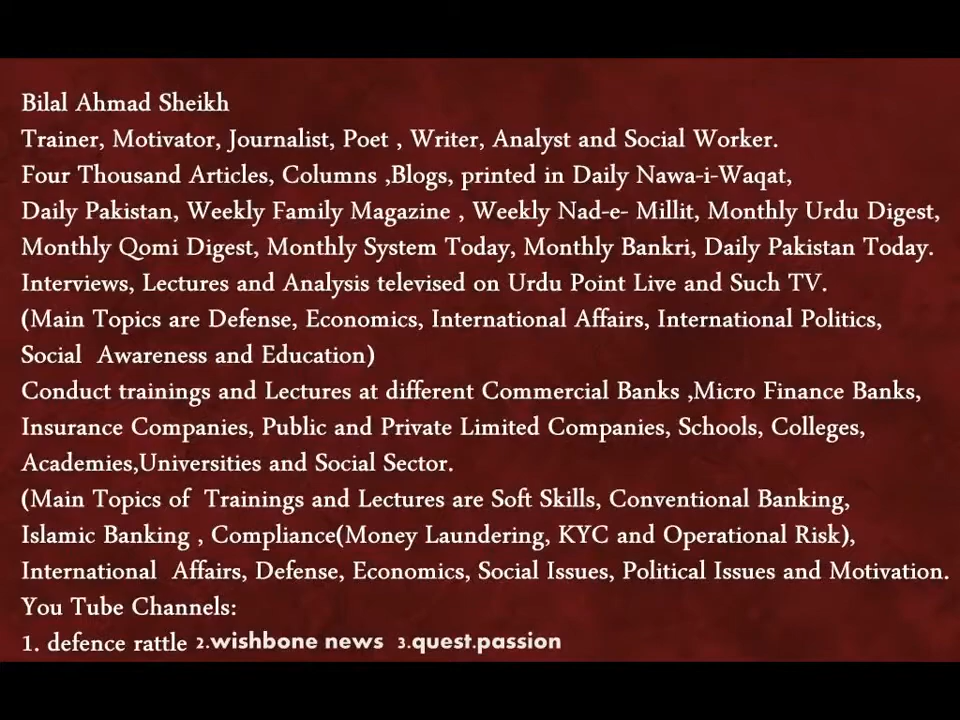 Bilal Ahmad Sheikh
Trainer, Motivator, Journalist, Poet , Writer, Analyst and Social Worker.
Four Thousand Articles, Columns ,Blogs, printed in Daily Nawa-i-Waqat,
Daily Pakistan, Weekly Family Magazine , Weekly Nad-e- Millit, Monthly Urdu Digest,
Monthly Qomi Digest, Monthly System Today, Monthly Bankri, Daily Pakistan Today.
Interviews, Lectures and Analysis televised on Urdu Point Live and Such TV.
(Main Topics are Defense, Economics, International Affairs, International Politics,
Social  Awareness and Education)
Conduct trainings and Lectures at different Commercial Banks ,Micro Finance Banks,
Insurance Companies, Public and Private Limited Companies, Schools, Colleges,
Academies,Universities and Social Sector.
(Main Topics of  Trainings and Lectures are Soft Skills, Conventional Banking,
Islamic Banking , Compliance(Money Laundering, KYC and Operational Risk),
International  Affairs, Defense, Economics, Social Issues, Political Issues and Motivation.
You Tube Channels:
1. defence rattle 2.wishbone news  3.quest.passion